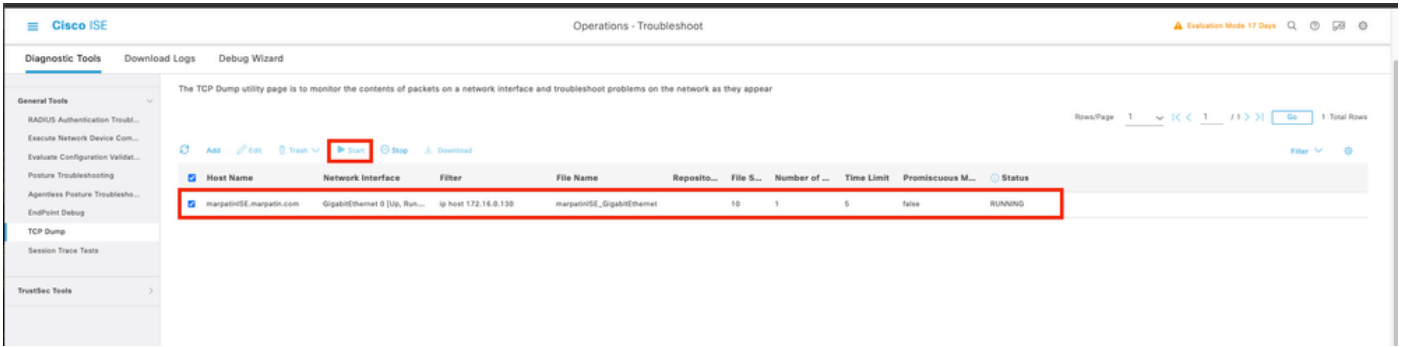 Cisco ISE
Operations - Troubleshoot
Evaluation Mode 17 Days
Diagnostic Tools Download Logs Debug Wizard
General Tools
RADIUS Authentication Troubl...
Execute Network Device Com...
Evaluate Configuration Validat...
Posture Troubleshooting
Agentless Posture Troublesho...
EndPoint Debug
TCP Dump
Session Trace Tests
TrustSec Tools
The TCP Dump utility page is to monitor the contents of packets on a network interface and troubleshoot problems on the network as they appear
Rows/Page 1 |< < 1 / 1 > >| Go 1 Total Rows
Add Edit Trash Start Stop Download Filter
Host Name Network Interface Filter File Name Reposito... File S... Number of ... Time Limit Promiscuous M... Status
marpatinISE.marpatin.com GigabitEthernet 0 [Up, Run... ip host 172.16.0.130 marpatinISE_GigabitEthernet 10 1 5 false RUNNING